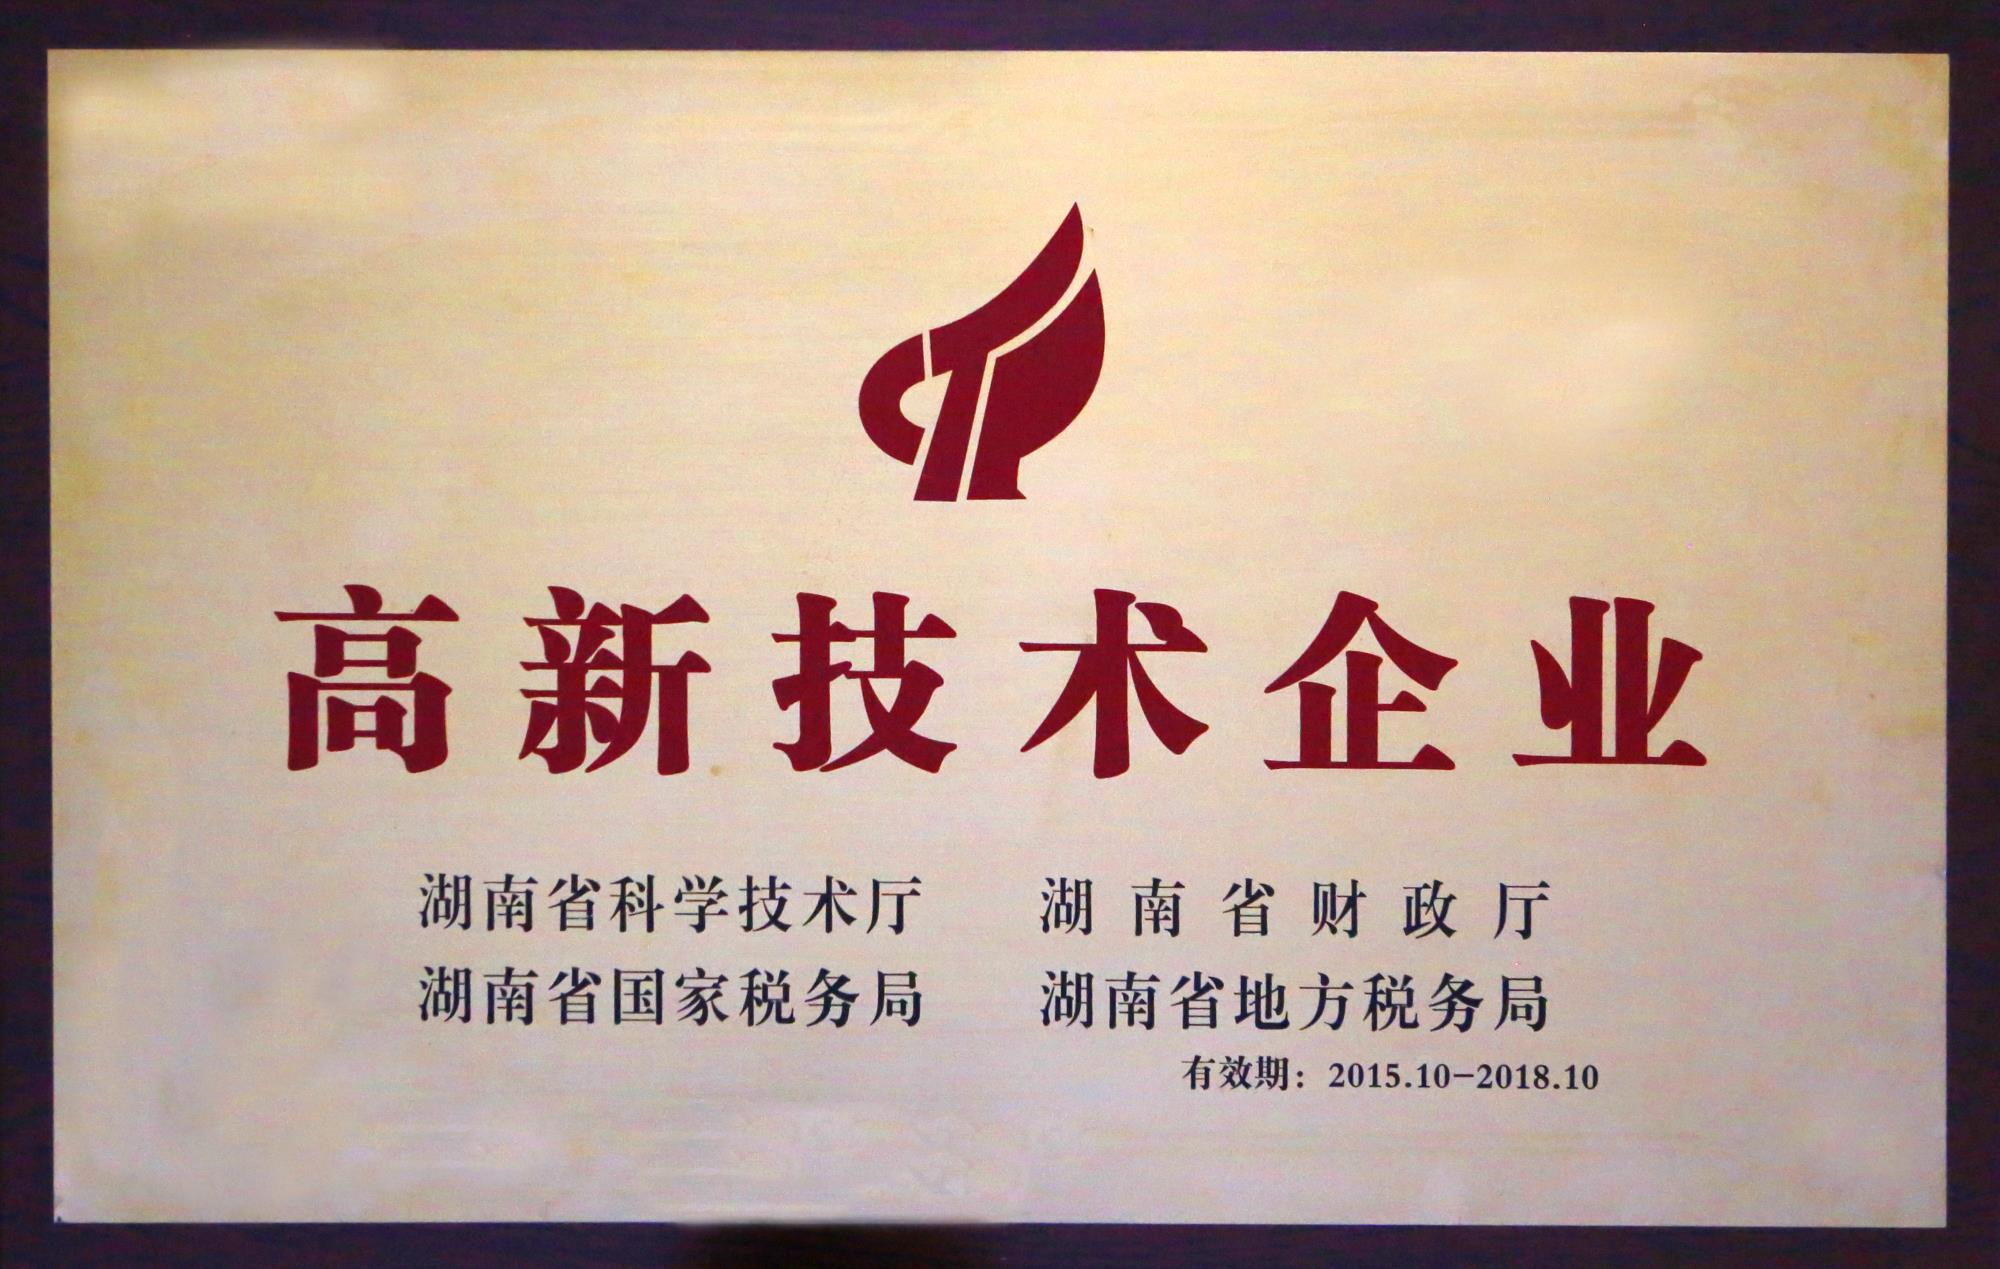 高新技术企业
湖南省科学技术厅 湖南省财政厅
湖南省国家税务局 湖南省地方税务局
有效期：2015.10-2018.10